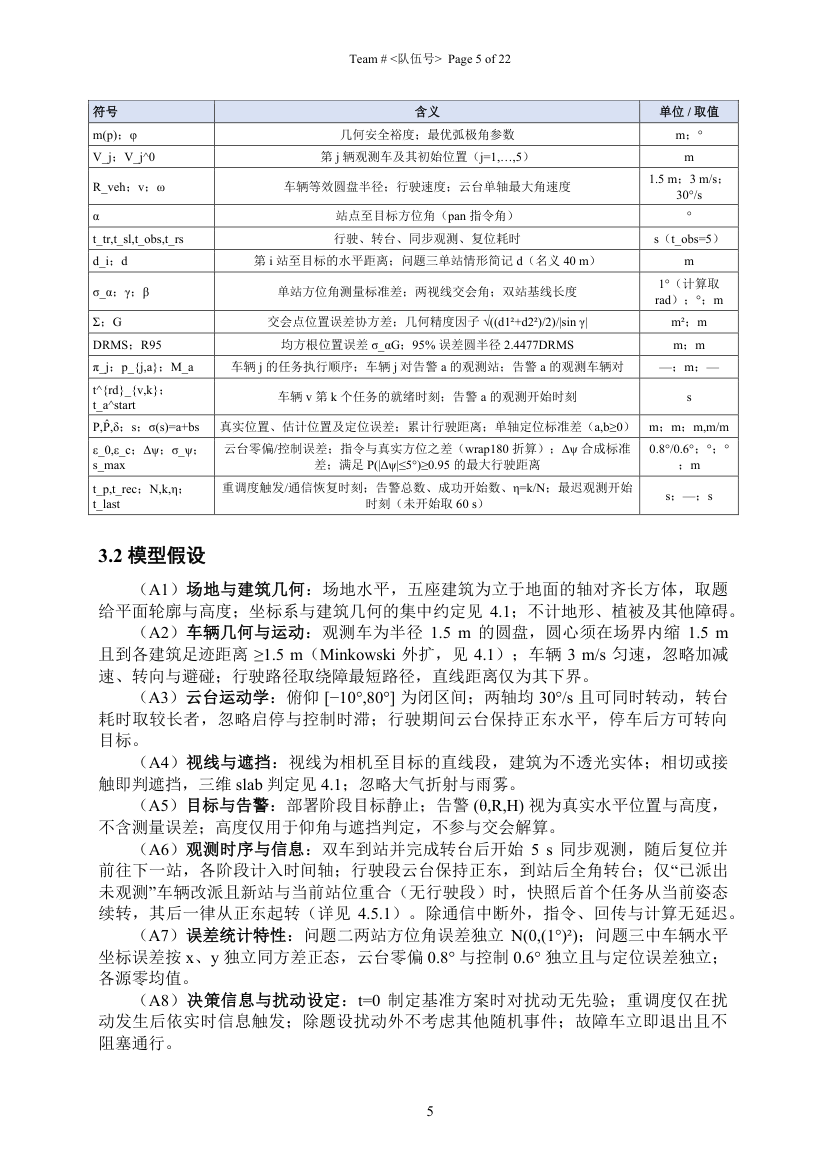 Team # <队伍号> Page 5 of 22
符号 含义 单位 / 取值
m(p)；φ 几何安全裕度；最优弧极角参数 m；°
V_j；V_j^0 第 j 辆观测车及其初始位置（j=1,…,5） m
R_veh；v；ω 车辆等效圆盘半径；行驶速度；云台单轴最大角速度 1.5 m；3 m/s；
30°/s
α 站点至目标方位角（pan 指令角） °
t_tr,t_sl,t_obs,t_rs 行驶、转台、同步观测、复位耗时 s（t_obs=5）
d_i；d 第 i 站至目标的水平距离；问题三单站情形简记 d（名义 40 m） m
σ_α；γ；β 单站方位角测量标准差；两视线交会角；双站基线长度 1°（计算取
rad）；°；m
Σ；G 交会点位置误差协方差；几何精度因子 √((d1²+d2²)/2)/|sin γ| m²；m
DRMS；R95 均方根位置误差 σ_αG；95% 误差圆半径 2.4477DRMS m；m
π_j；p_{j,a}；M_a 车辆 j 的任务执行顺序；车辆 j 对告警 a 的观测站；告警 a 的观测车辆对 —；m；—
t^{rd}_{v,k}；
t_a^start 车辆 v 第 k 个任务的就绪时刻；告警 a 的观测开始时刻 s
P,P̂,δ；s；σ(s)=a+bs 真实位置、估计位置及定位误差；累计行驶距离；单轴定位标准差（a,b≥0） m；m；m,m/m
ε_0,ε_c；Δψ；σ_ψ；
s_max 云台零偏/控制误差；指令与真实方位之差（wrap180 折算）；Δψ 合成标准
差；满足 P(|Δψ|≤5°)≥0.95 的最大行驶距离 0.8°/0.6°；°；°
；m
t_p,t_rec；N,k,η；
t_last 重调度触发/通信恢复时刻；告警总数、成功开始数、η=k/N；最迟观测开始
时刻（未开始取 60 s） s；—；s
3.2 模型假设
（A1）场地与建筑几何：场地水平，五座建筑为立于地面的轴对齐长方体，取题
给平面轮廓与高度；坐标系与建筑几何的集中约定见 4.1；不计地形、植被及其他障碍。
（A2）车辆几何与运动：观测车为半径 1.5 m 的圆盘，圆心须在场界内缩 1.5 m
且到各建筑足迹距离 ≥1.5 m（Minkowski 外扩，见 4.1）；车辆 3 m/s 匀速，忽略加减
速、转向与避碰；行驶路径取绕障最短路径，直线距离仅为其下界。
（A3）云台运动学：俯仰 [−10°,80°] 为闭区间；两轴均 30°/s 且可同时转动，转台
耗时取较长者，忽略启停与控制时滞；行驶期间云台保持正东水平，停车后方可转向
目标。
（A4）视线与遮挡：视线为相机至目标的直线段，建筑为不透光实体；相切或接
触即判遮挡，三维 slab 判定见 4.1；忽略大气折射与雨雾。
（A5）目标与告警：部署阶段目标静止；告警 (θ,R,H) 视为真实水平位置与高度，
不含测量误差；高度仅用于仰角与遮挡判定，不参与交会解算。
（A6）观测时序与信息：双车到站并完成转台后开始 5 s 同步观测，随后复位并
前往下一站，各阶段计入时间轴；行驶段云台保持正东，到站后全角转台；仅“已派出
未观测”车辆改派且新站与当前站位重合（无行驶段）时，快照后首个任务从当前姿态
续转，其后一律从正东起转（详见 4.5.1）。除通信中断外，指令、回传与计算无延迟。
（A7）误差统计特性：问题二两站方位角误差独立 N(0,(1°)²)；问题三中车辆水平
坐标误差按 x、y 独立同方差正态，云台零偏 0.8° 与控制 0.6° 独立且与定位误差独立；
各源零均值。
（A8）决策信息与扰动设定：t=0 制定基准方案时对扰动无先验；重调度仅在扰
动发生后依实时信息触发；除题设扰动外不考虑其他随机事件；故障车立即退出且不
阻塞通行。
5